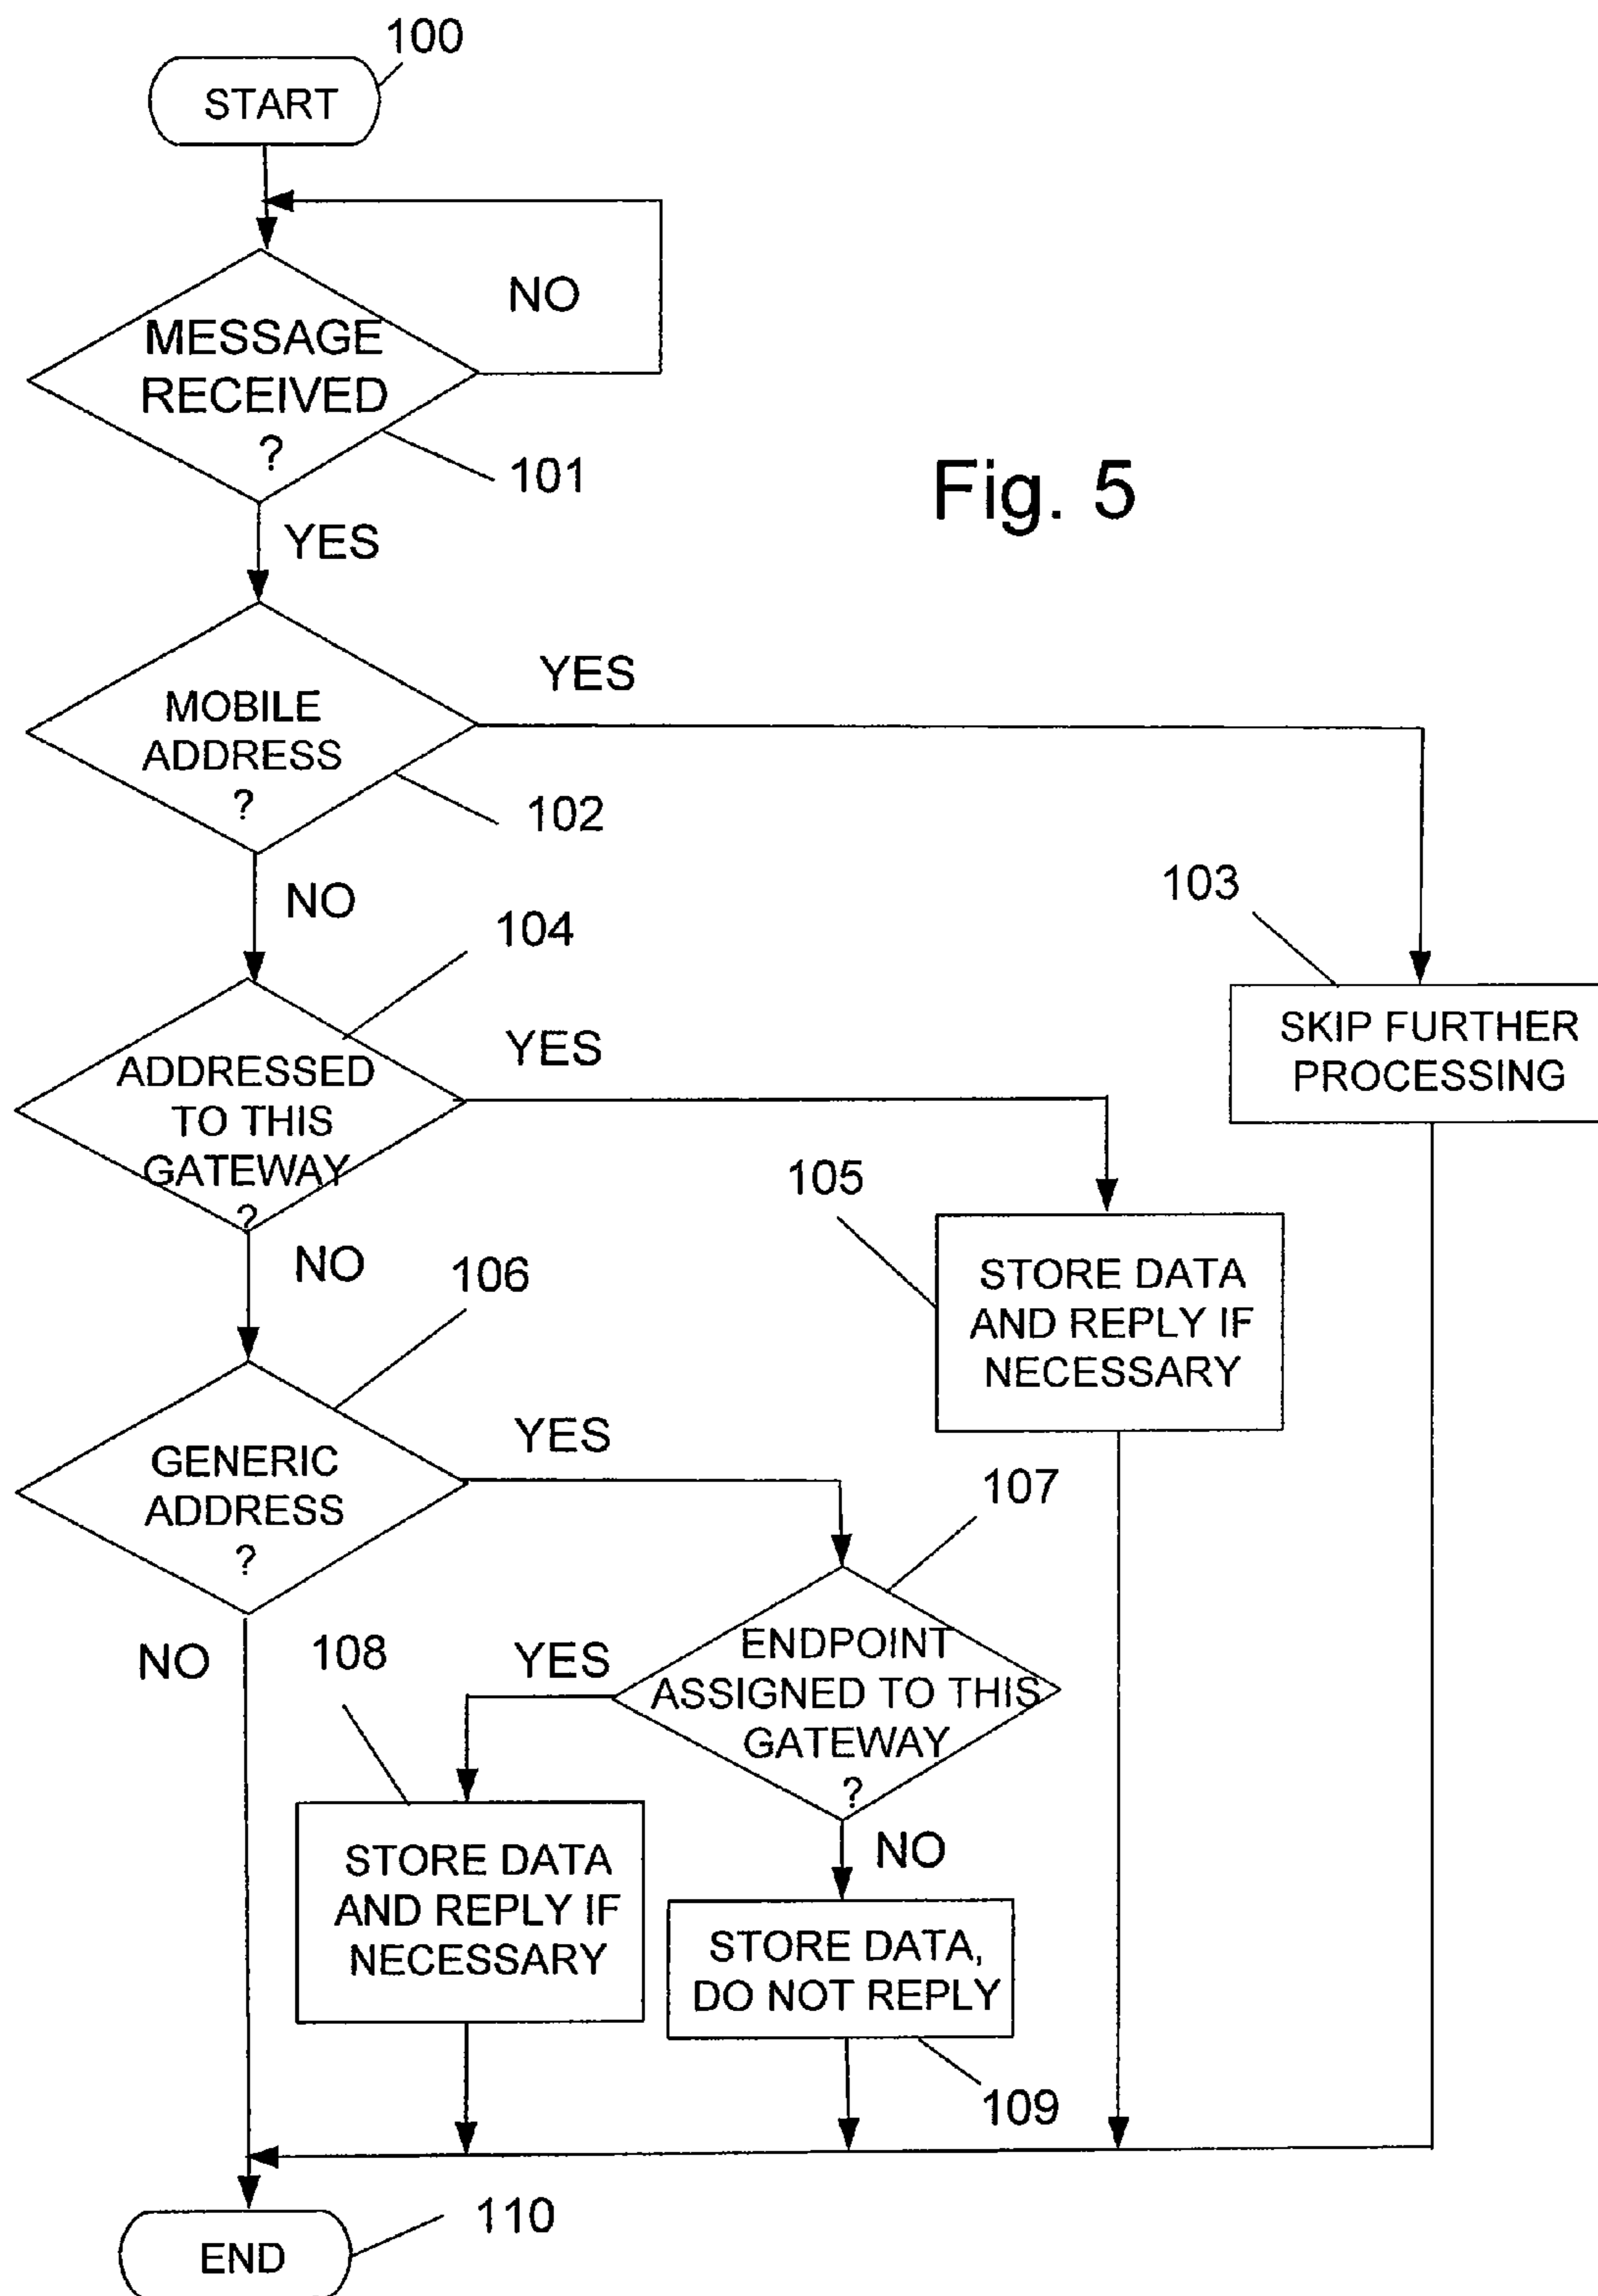 100
START
NO
MESSAGE
RECEIVED
?
101
Fig. 5
YES
YES
MOBILE
ADDRESS
?
102
NO
103
104
SKIP FURTHER
PROCESSING
YES
ADDRESSED
TO THIS
GATEWAY
?
105
NO
106
STORE DATA
AND REPLY IF
NECESSARY
YES
GENERIC
ADDRESS
?
107
NO
108
YES
ENDPOINT
ASSIGNED TO THIS
GATEWAY
?
NO
STORE DATA
AND REPLY IF
NECESSARY
STORE DATA,
DO NOT REPLY
109
110
END